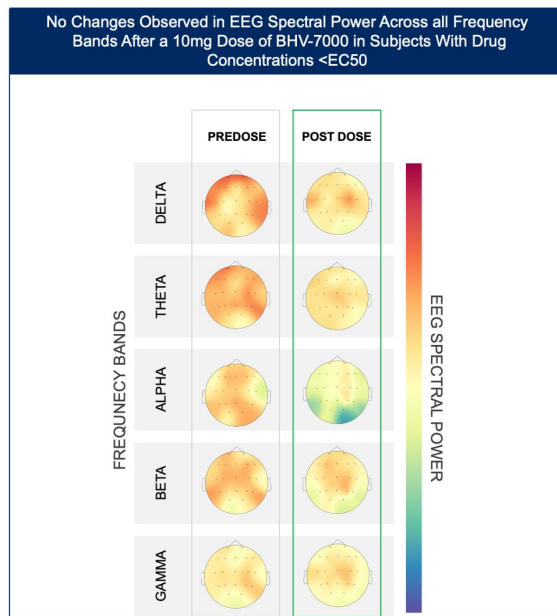 No Changes Observed in EEG Spectral Power Across all Frequency
Bands After a 10mg Dose of BHV-7000 in Subjects With Drug
Concentrations <EC50
PREDOSE
POST DOSE
FREQUNECY BANDS
DELTA
THETA
ALPHA
BETA
GAMMA
EEG SPECTRAL POWER